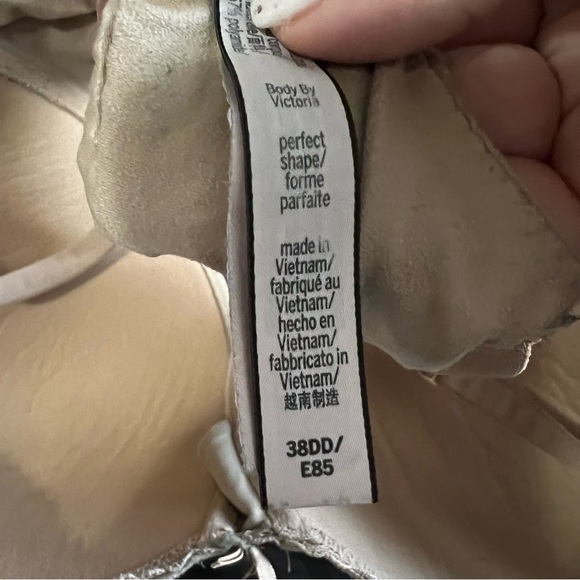 Body By
Victoria
perfect
shape/
forme
parfaite
made in
Vietnam/
fabriqué au
Vietnam/
hecho en
Vietnam/
fabbricato in
Vietnam/
越南制造
38DD/
E85